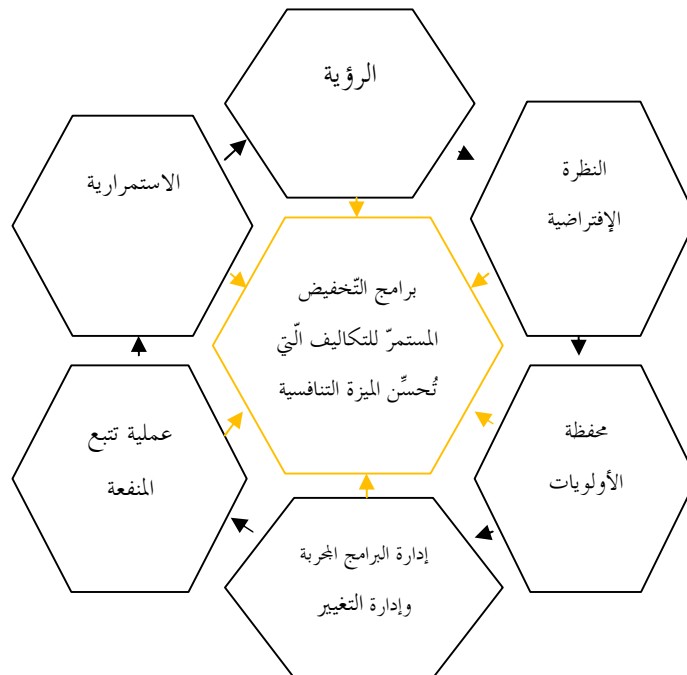 الرؤية
النظرة
الإفتراضية
محفظة
الأولويات
إدارة البرامج المجربة
وإدارة التغيير
عملية تتبع
المنفعة
الاستمرارية
برامج التّخفيض
المستمرّ للتكاليف الّتي
تُحسِّن الميزة التنافسية